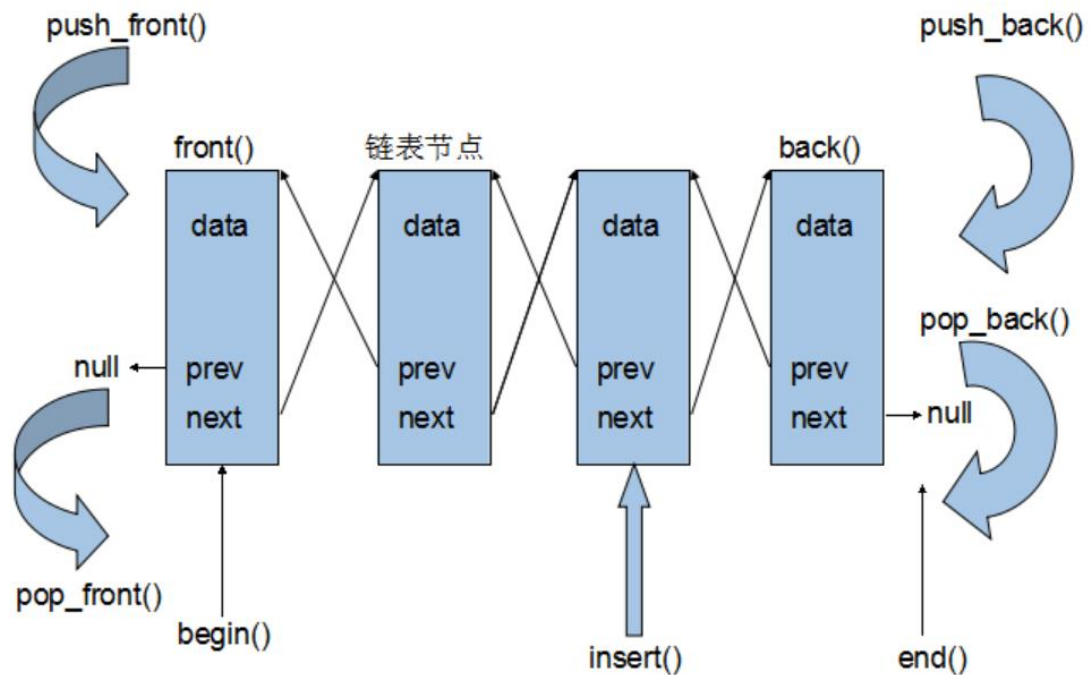 push_front()
push_back()
front()
链表节点
back()
data
data
data
data
pop_back()
null
prev
prev
prev
prev
next
next
next
next
null
pop_front()
begin()
insert()
end()